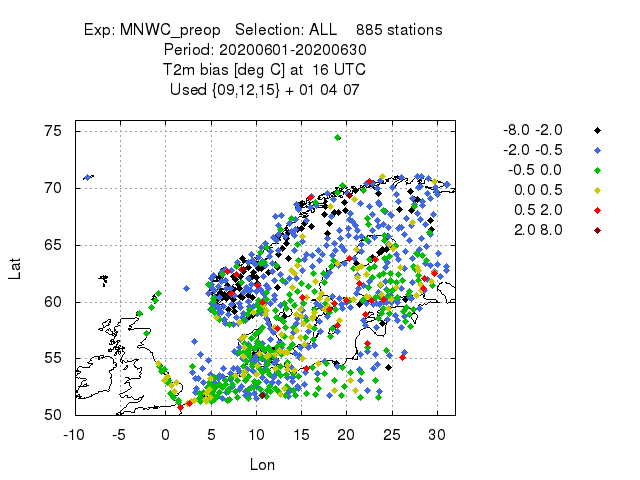 Exp: MNWC_preop Selection: ALL 885 stations
Period: 20200601-20200630
T2m bias [deg C] at 16 UTC
Used {09,12,15} + 01 04 07
-8.0 -2.0
-2.0 -0.5
-0.5 0.0
0.0 0.5
0.5 2.0
2.0 8.0
75
70
65
60
55
50
Lat
-10 -5 0 5 10 15 20 25 30
Lon